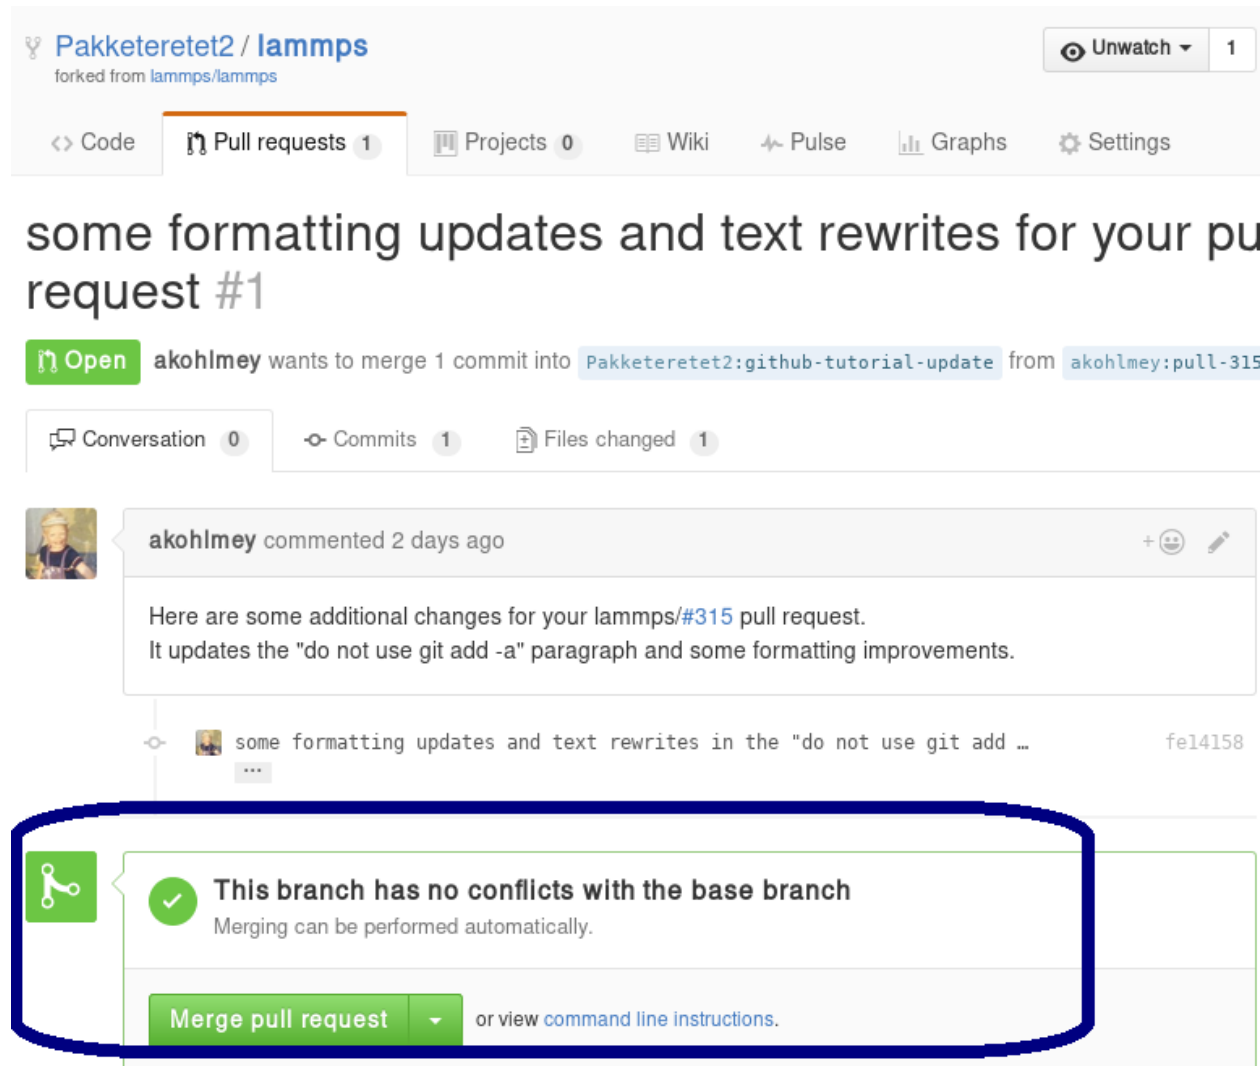 Pakketeretet2 / lammps
forked from lammps/lammps
Unwatch 1
Code Pull requests 1 Projects 0 Wiki Pulse Graphs Settings
some formatting updates and text rewrites for your pu
request #1
Open akohlmey wants to merge 1 commit into Pakketeretet2:github-tutorial-update from akohlmey:pull-315
Conversation 0 Commits 1 Files changed 1
akohlmey commented 2 days ago
Here are some additional changes for your lammps/#315 pull request.
It updates the "do not use git add -a" paragraph and some formatting improvements.
some formatting updates and text rewrites in the "do not use git add … fe14158
...
This branch has no conflicts with the base branch
Merging can be performed automatically.
Merge pull request or view command line instructions.